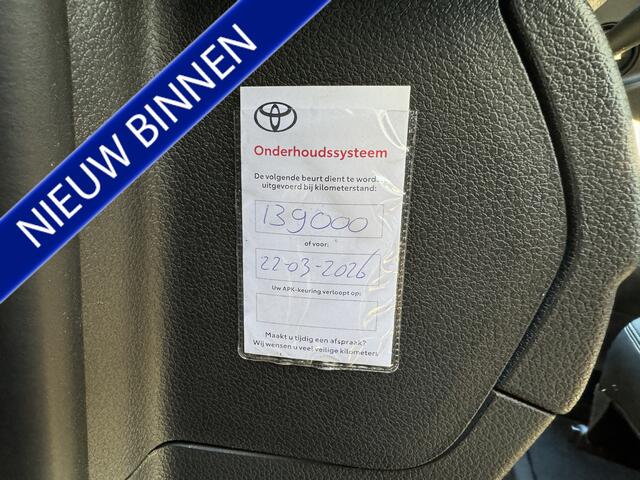 NIEUW BINNEN
Onderhoudssysteem
De volgende beurt dient te worden
uitgevoerd bij kilometerstand:
139000
of voor:
22-03-2026
Uw APK-keuring verloopt op:
Maakt u tijdig een afspraak?
Wij wensen u veel veilige kilometers